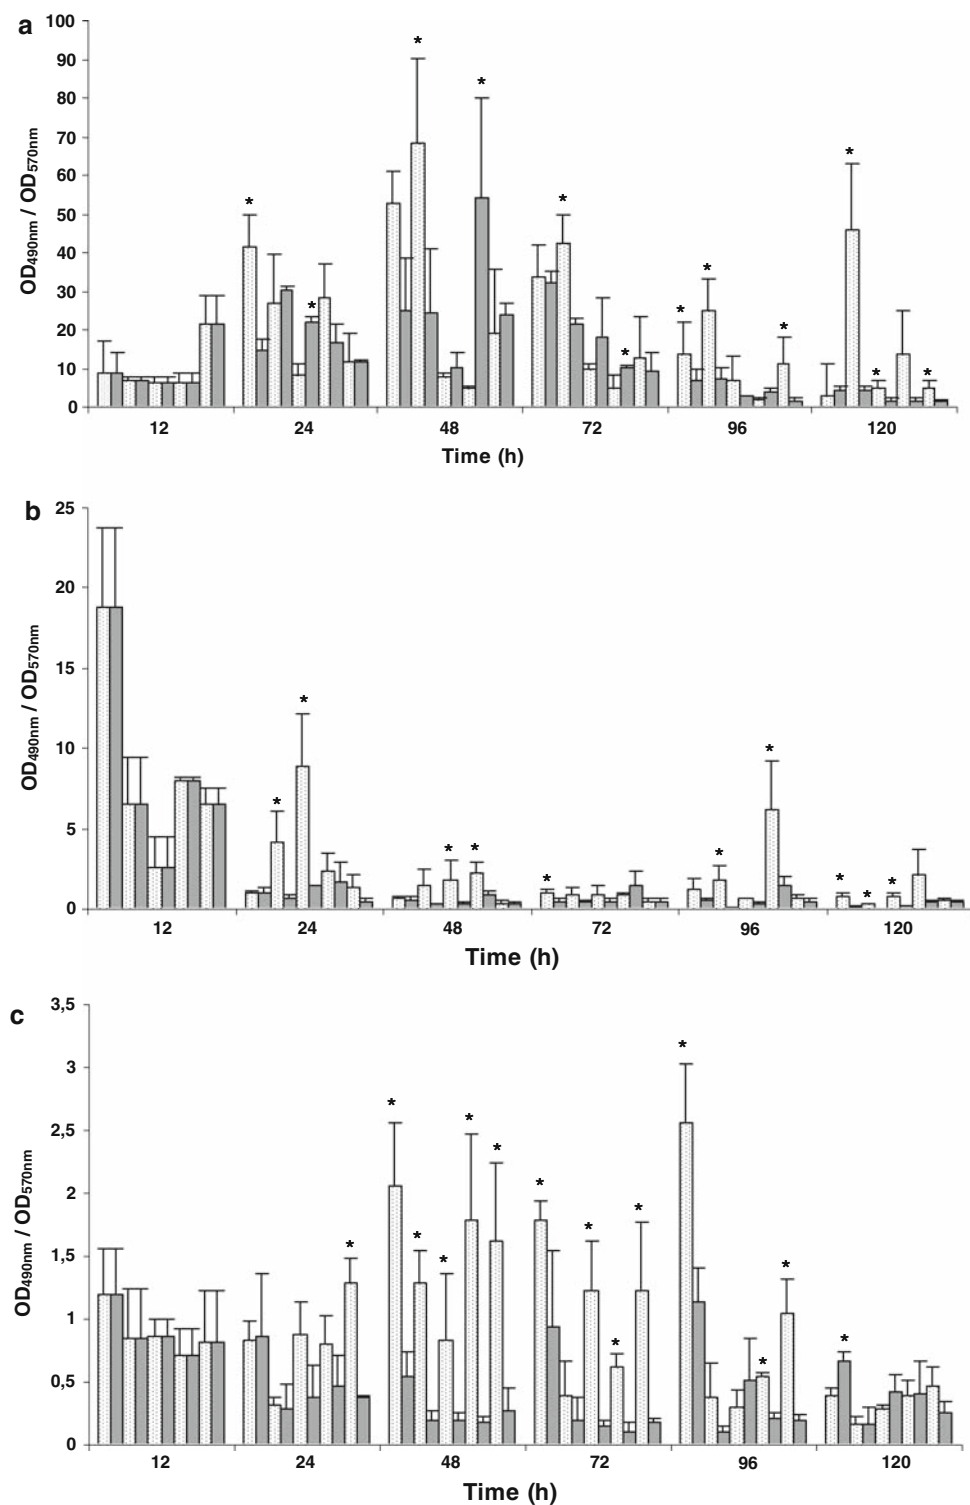 a
100
90
80
70
60
50
40
30
20
10
0
OD490nm / OD570nm
* * * * * * * * * * * * *
12 24 48 72 96 120
Time (h)
b
25
20
15
10
5
0
OD490nm / OD570nm
* * * * * * * * * *
12 24 48 72 96 120
Time (h)
c
3,5
3
2,5
2
1,5
1
0,5
0
OD490nm / OD570nm
* * * * * * * * * * * * * *
12 24 48 72 96 120
Time (h)